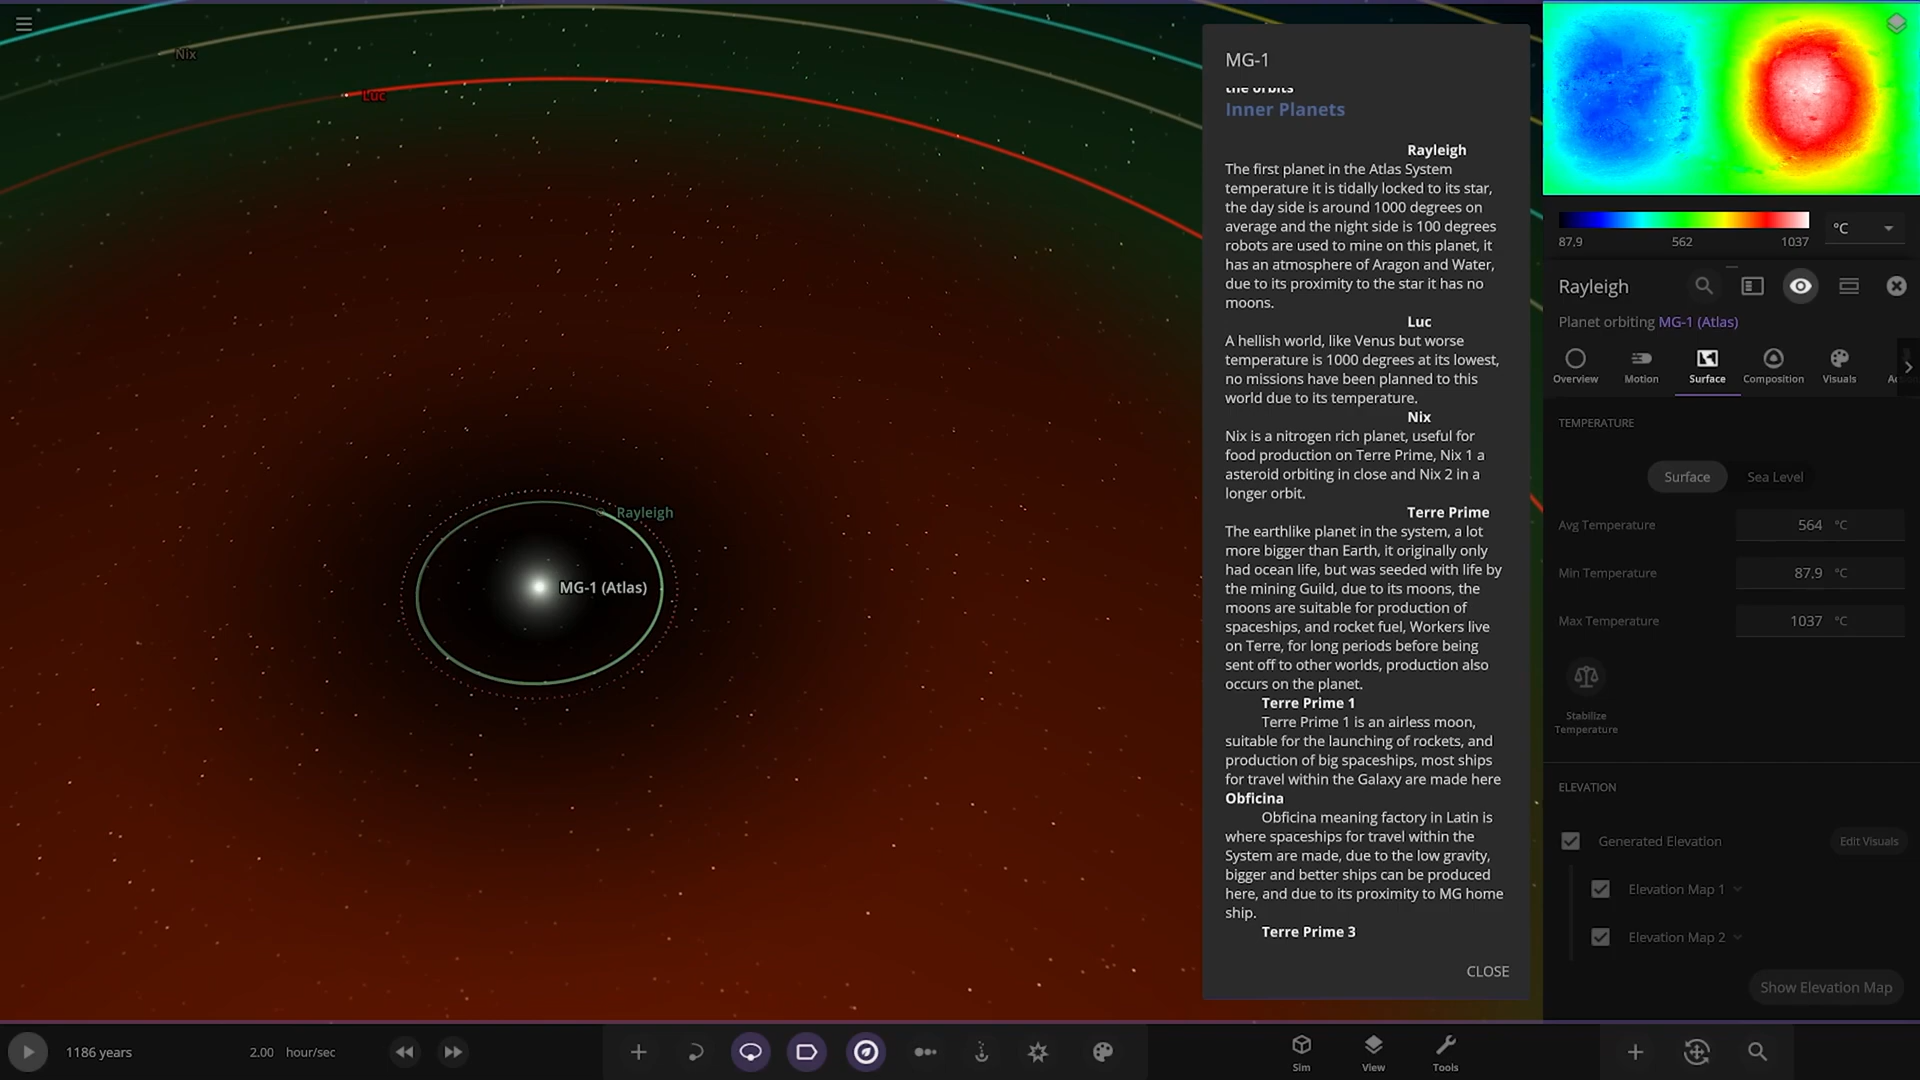 Nix
Luc
Rayleigh
MG-1 (Atlas)
MG-1
the orbits
Inner Planets
Rayleigh
The first planet in the Atlas System
temperature it is tidally locked to its star,
the day side is around 1000 degrees on
average and the night side is 100 degrees
robots are used to mine on this planet, it
has an atmosphere of Aragon and Water,
due to its proximity to the star it has no
moons.
Luc
A hellish world, like Venus but worse
temperature is 1000 degrees at its lowest,
no missions have been planned to this
world due to its temperature.
Nix
Nix is a nitrogen rich planet, useful for
food production on Terre Prime, Nix 1 a
asteroid orbiting in close and Nix 2 in a
longer orbit.
Terre Prime
The earthlike planet in the system, a lot
more bigger than Earth, it originally only
had ocean life, but was seeded with life by
the mining Guild, due to its moons, the
moons are suitable for production of
spaceships, and rocket fuel, Workers live
on Terre, for long periods before being
sent off to other worlds, production also
occurs on the planet.
Terre Prime 1
Terre Prime 1 is an airless moon,
suitable for the launching of rockets, and
production of big spaceships, most ships
for travel within the Galaxy are made here
Obficina
Obficina meaning factory in Latin is
where spaceships for travel within the
System are made, due to the low gravity,
bigger and better ships can be produced
here, and due to its proximity to MG home
ship.
Terre Prime 3
CLOSE
87.9 562 1037 °C
Rayleigh
Planet orbiting MG-1 (Atlas)
Overview Motion Surface Composition Visuals
TEMPERATURE
Surface Sea Level
Avg Temperature 564 °C
Min Temperature 87.9 °C
Max Temperature 1037 °C
Stabilize
Temperature
ELEVATION
Generated Elevation Edit Visuals
Elevation Map 1
Elevation Map 2
Show Elevation Map
1186 years 2.00 hour/sec
Sim View Tools